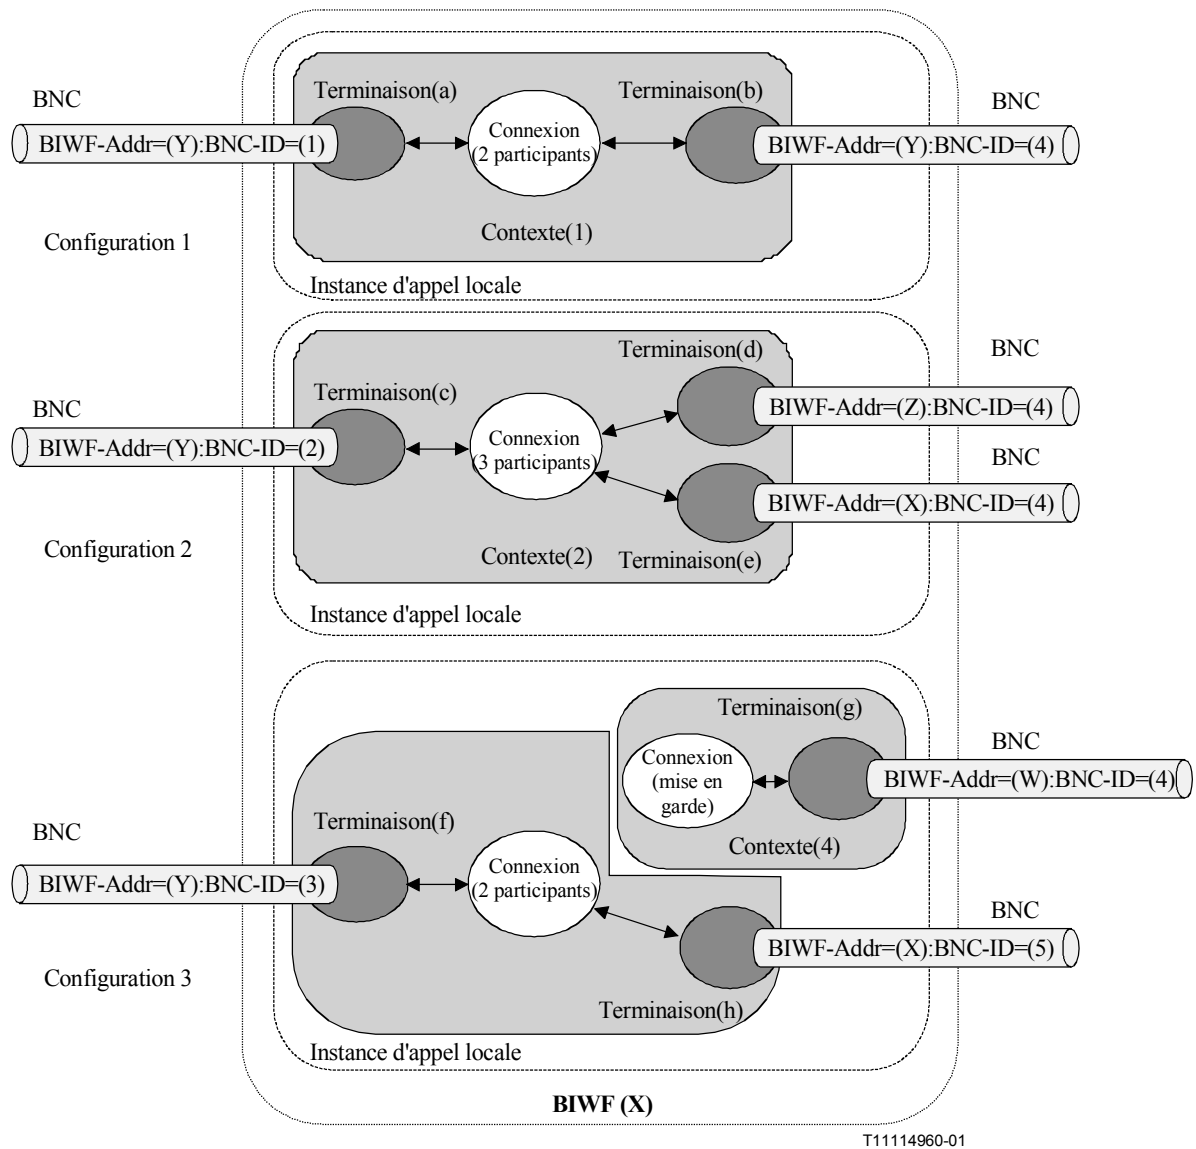 BNC
Terminaison(a)
Terminaison(b)
BNC
BIWF-Addr=(Y):BNC-ID=(1)
Connexion
(2 participants)
BIWF-Addr=(Y):BNC-ID=(4)
Configuration 1
Contexte(1)
Instance d'appel locale
Terminaison(d)
BNC
BNC
Terminaison(c)
BIWF-Addr=(Z):BNC-ID=(4)
BIWF-Addr=(Y):BNC-ID=(2)
Connexion
(3 participants)
BNC
BIWF-Addr=(X):BNC-ID=(4)
Configuration 2
Contexte(2)
Terminaison(e)
Instance d'appel locale
Terminaison(g)
BNC
Connexion
(mise en
garde)
BIWF-Addr=(W):BNC-ID=(4)
Contexte(4)
BNC
Terminaison(f)
BIWF-Addr=(Y):BNC-ID=(3)
Connexion
(2 participants)
BNC
BIWF-Addr=(X):BNC-ID=(5)
Configuration 3
Terminaison(h)
Instance d'appel locale
BIWF (X)
T11114960-01